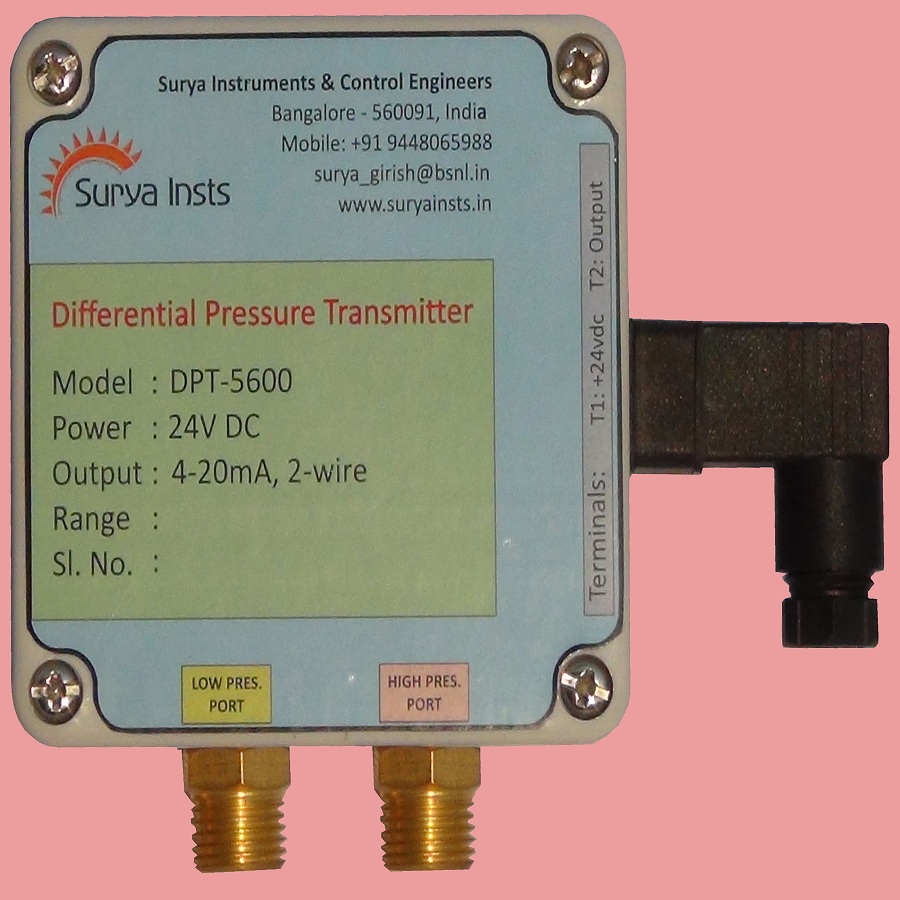 Surya Instruments & Control Engineers
Bangalore - 560091, India
Mobile: +91 9448065988
surya_girish@bsnl.in
www.suryainsts.in
Surya Insts
Differential Pressure Transmitter
Model : DPT-5600
Power : 24V DC
Output : 4-20mA, 2-wire
Range :
Sl. No. :
Terminals: T1: +24vdc T2: Output
LOW PRES.
PORT
HIGH PRES.
PORT